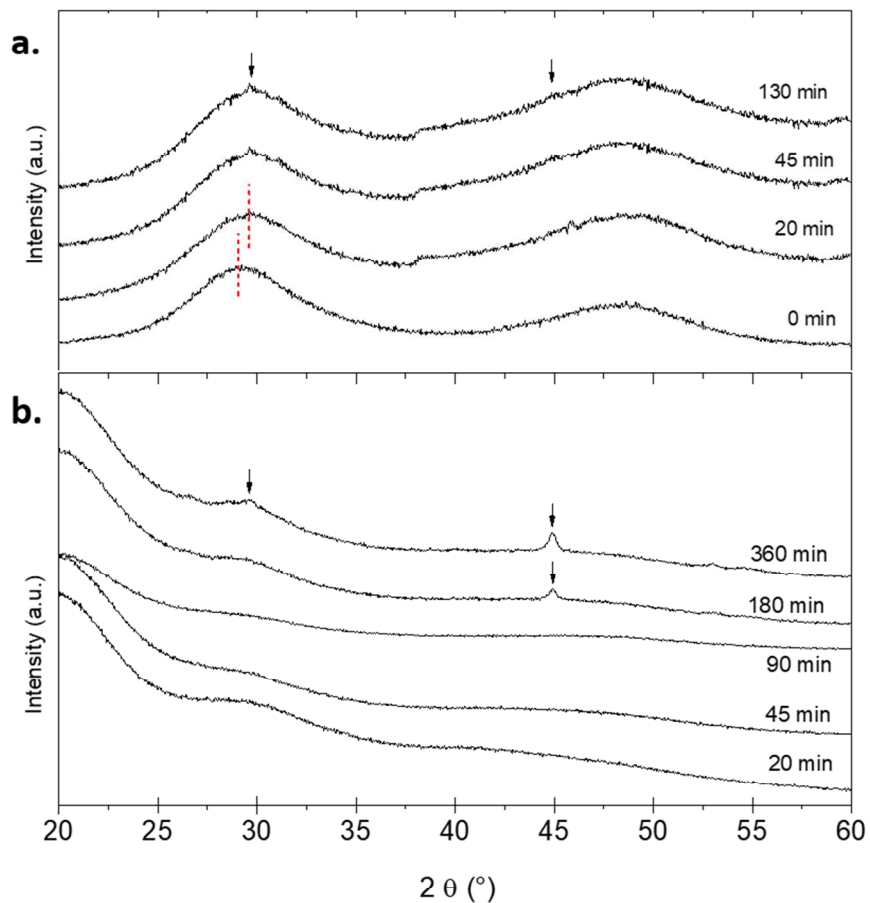 a.
Intensity (a.u.)
130 min
45 min
20 min
0 min
b.
Intensity (a.u.)
360 min
180 min
90 min
45 min
20 min
20 25 30 35 40 45 50 55 60
2 θ (°)